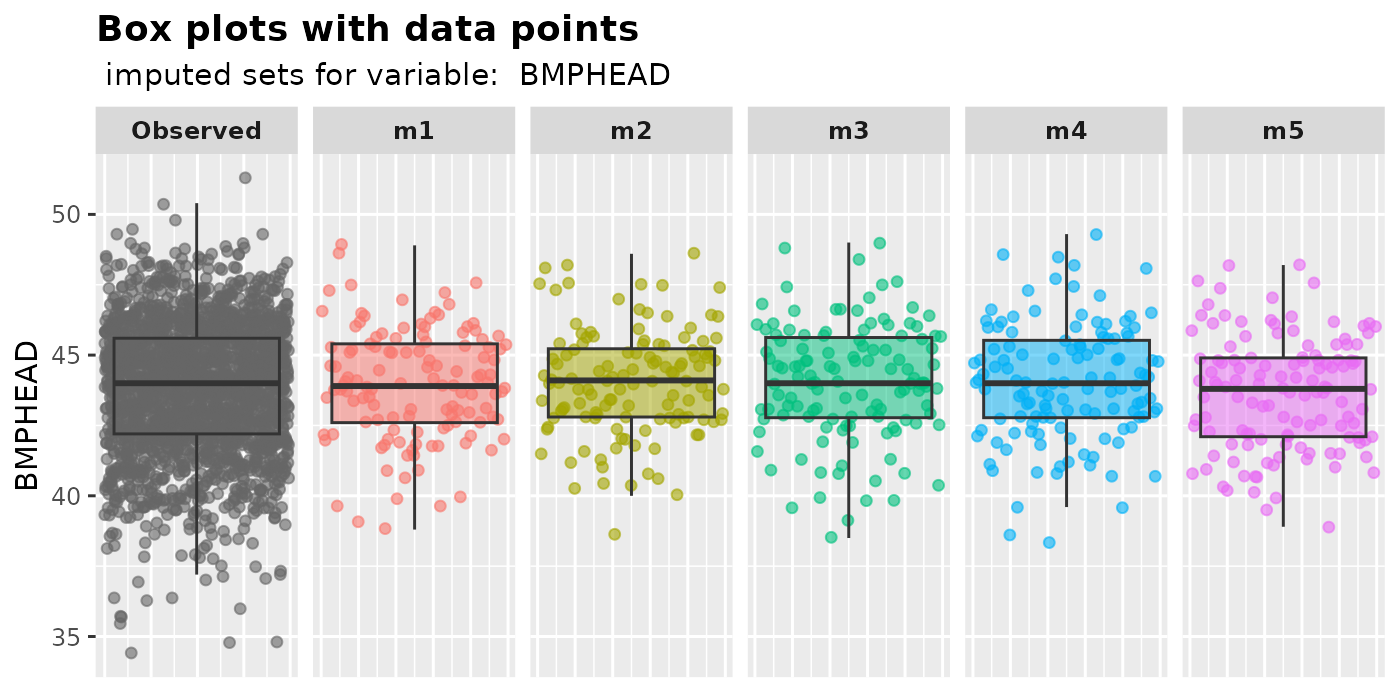 Box plots with data points
imputed sets for variable:  BMPHEAD
Observed m1 m2 m3 m4 m5
50
45
40
35
BMPHEAD